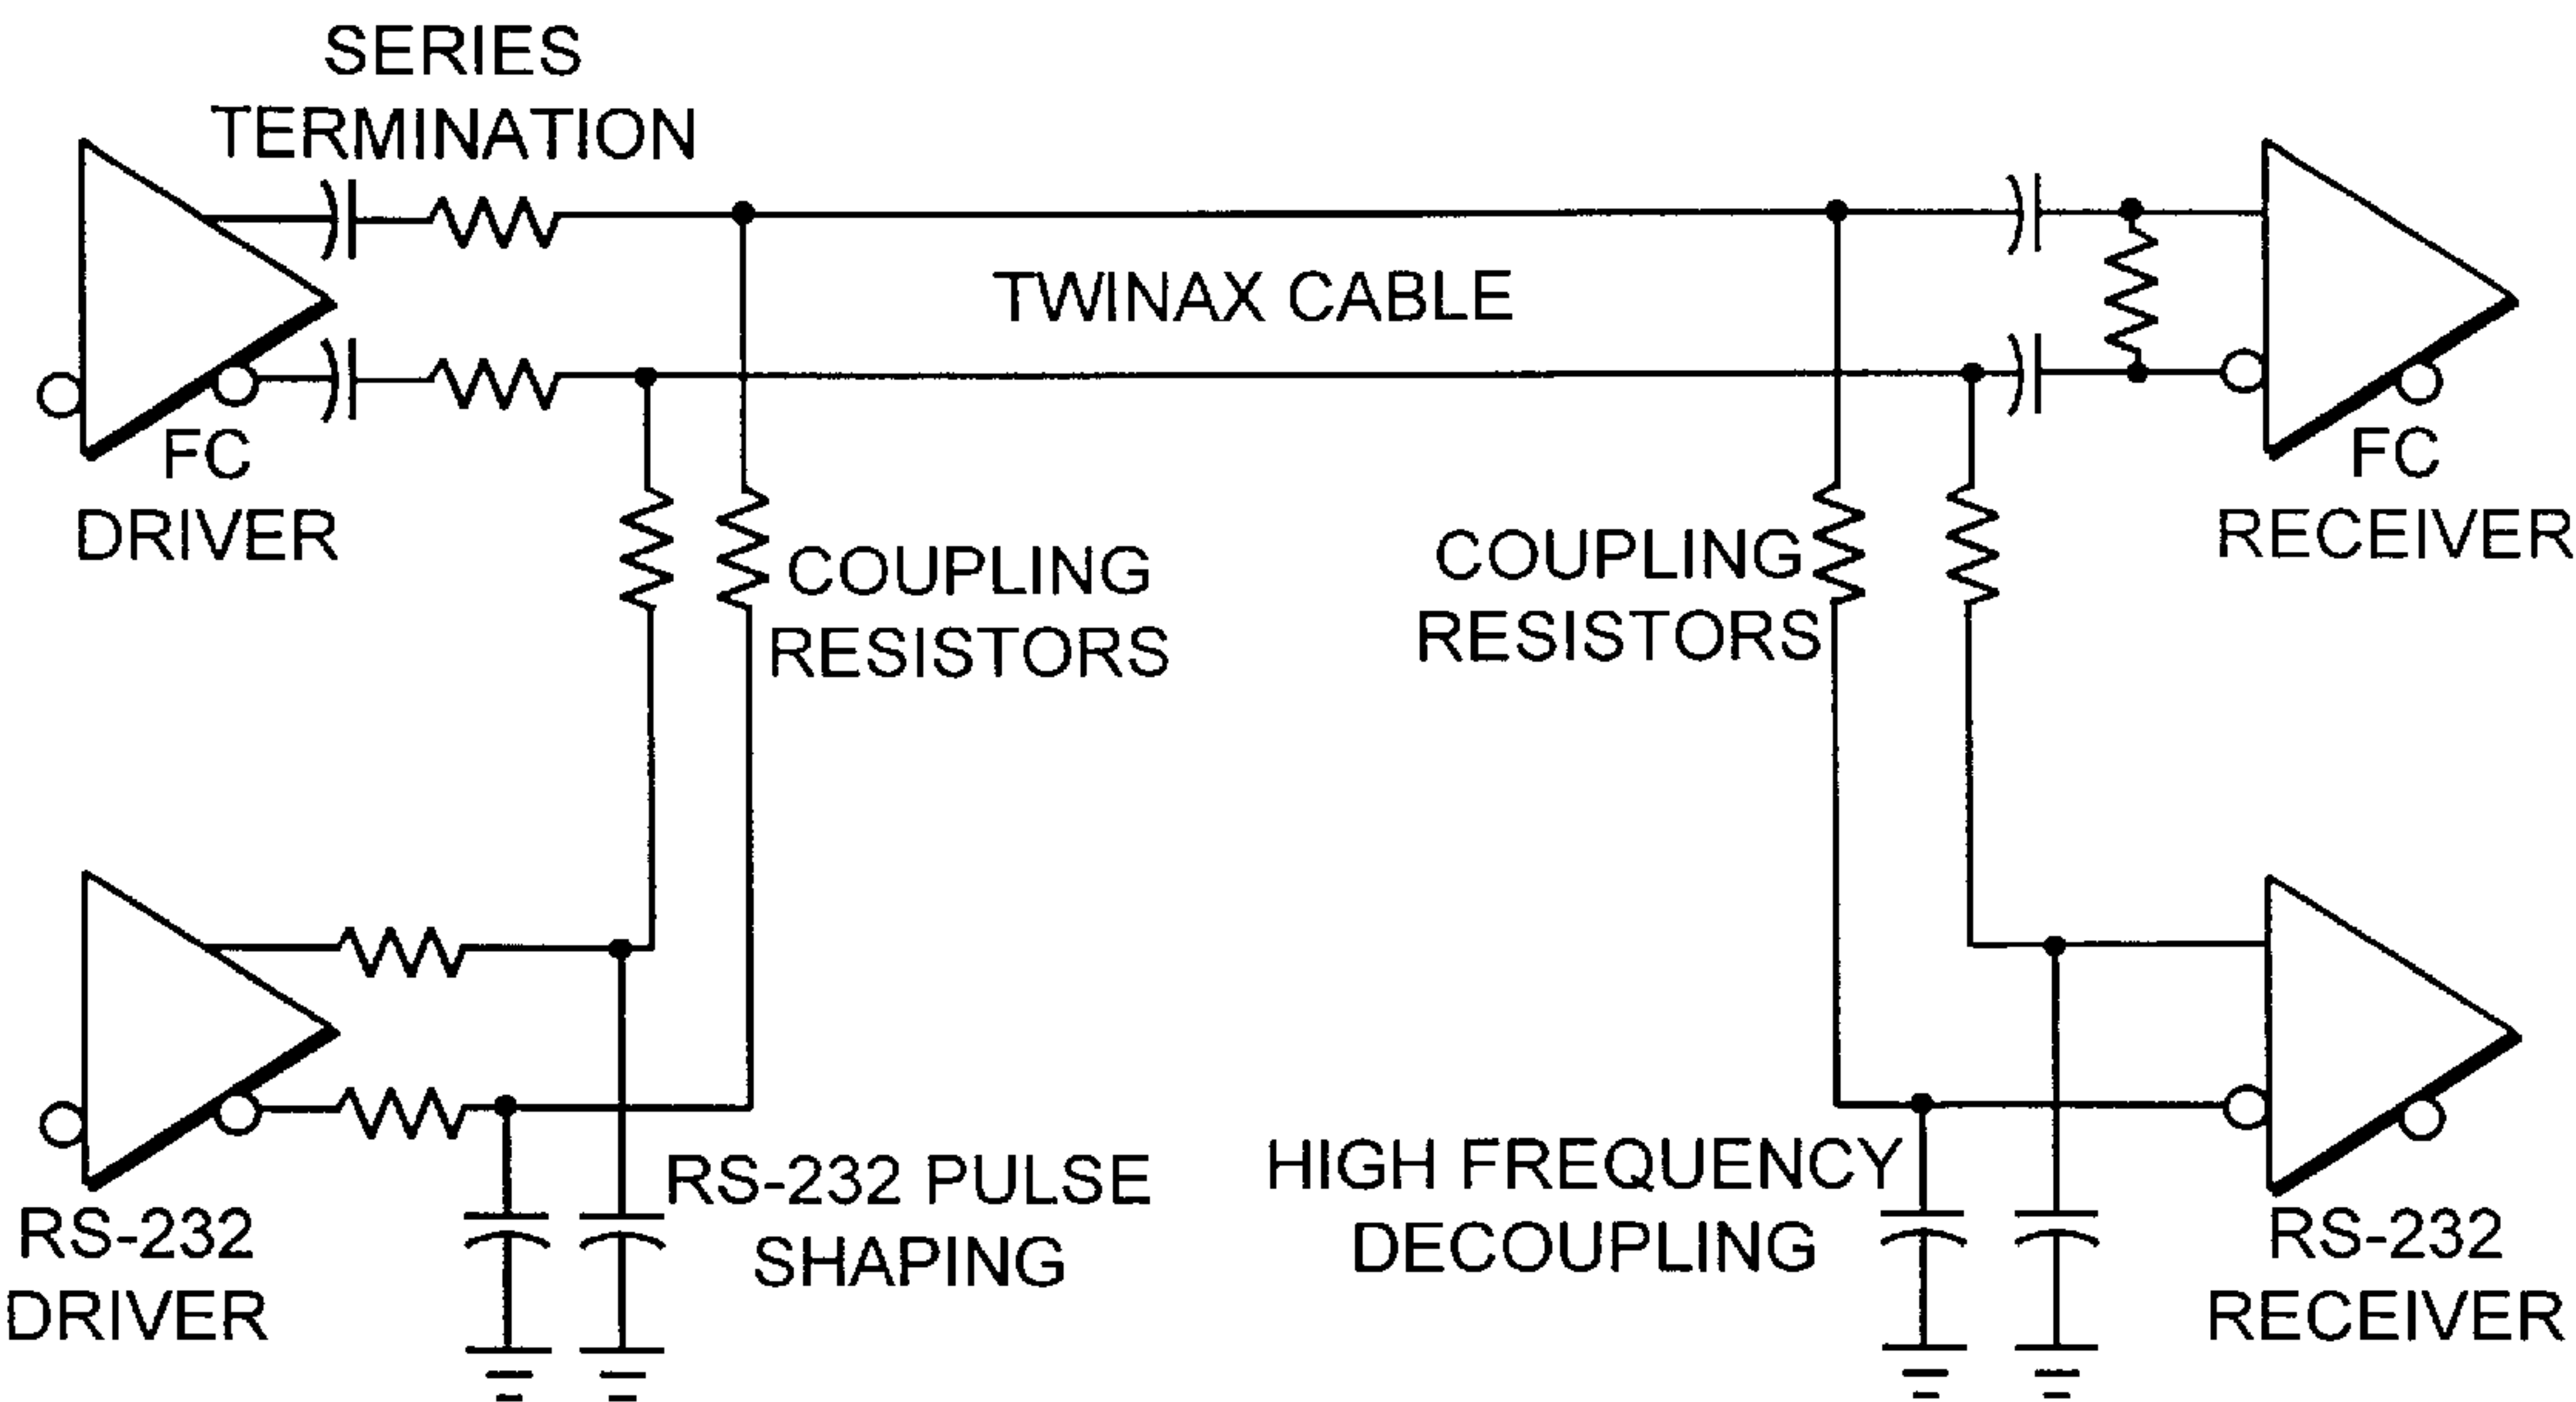 SERIES
TERMINATION
TWINAX CABLE
FC
DRIVER
FC
RECEIVER
COUPLING
RESISTORS
COUPLING
RESISTORS
RS-232 PULSE
SHAPING
HIGH FREQUENCY
DECOUPLING
RS-232
DRIVER
RS-232
RECEIVER